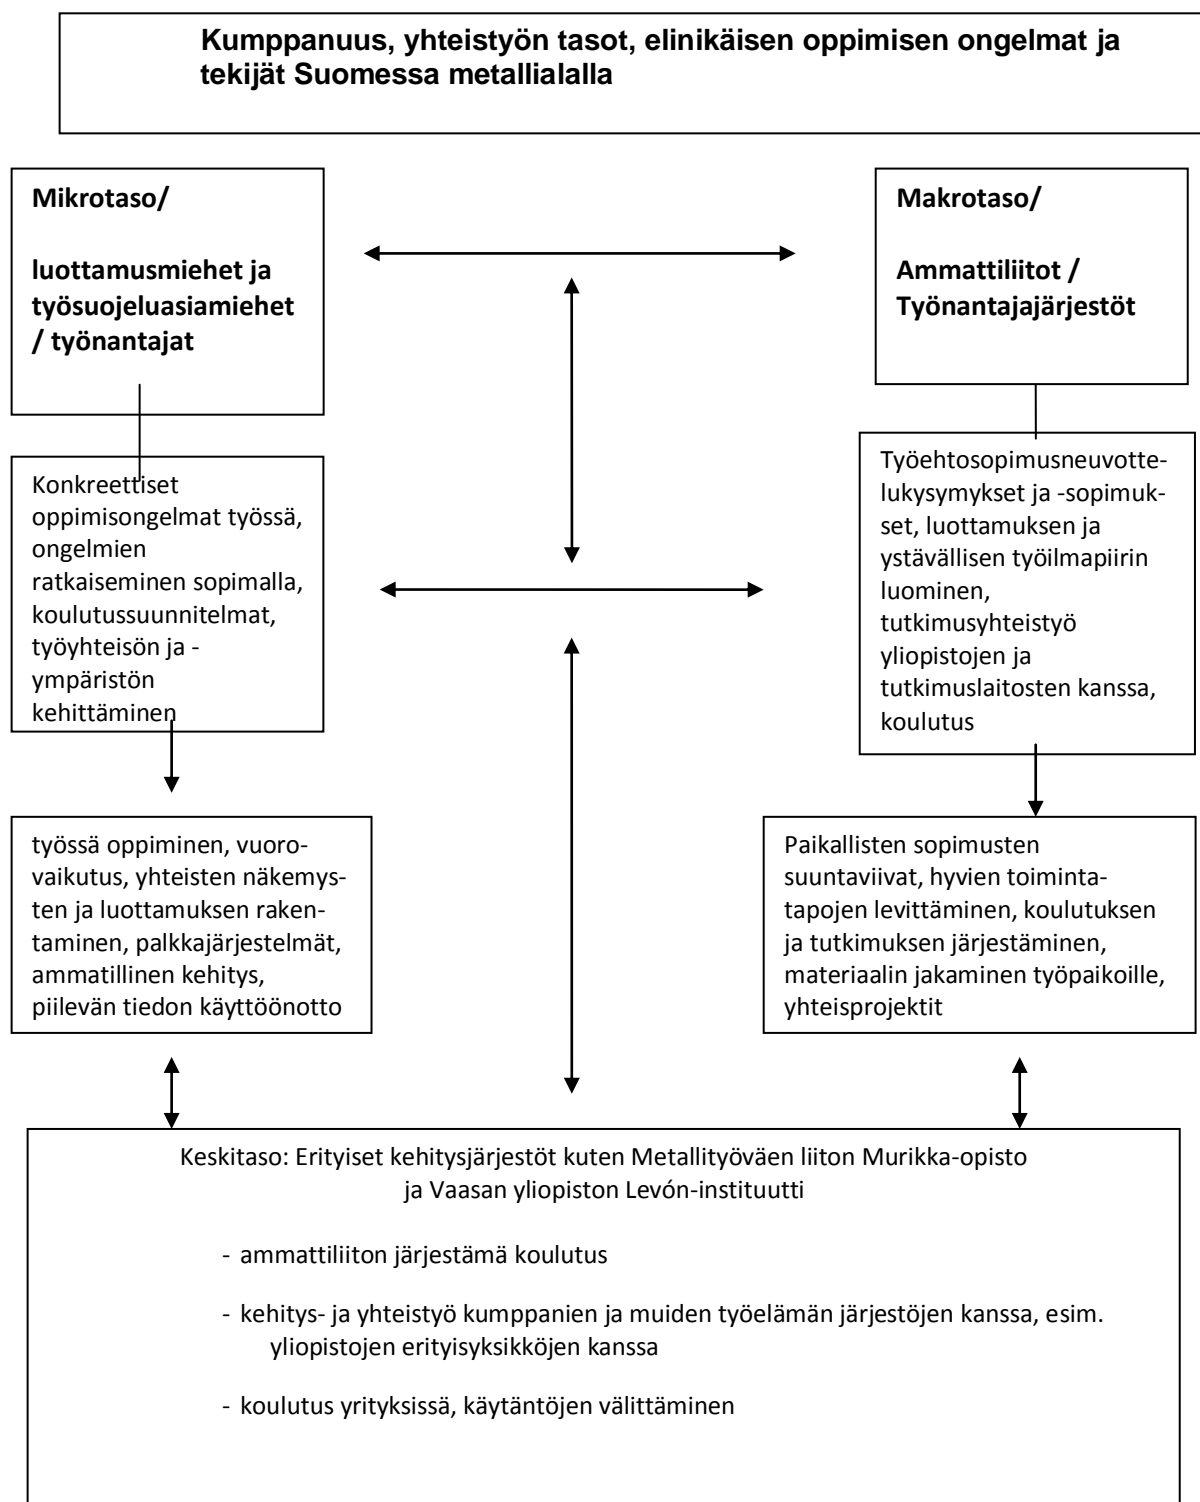 Kumppanuus, yhteistyön tasot, elinikäisen oppimisen ongelmat ja
tekijät Suomessa metallialalla
Mikrotaso/
luottamusmiehet ja
työsuojeluasiamiehet
/ työnantajat
Makrotaso/
Ammattiliitot /
Työnantajajärjestöt
Konkreettiset
oppimisongelmat työssä,
ongelmien
ratkaiseminen sopimalla,
koulutussuunnitelmat,
työyhteisön ja -
ympäristön
kehittäminen
Työehtosopimusneuvotte-
lukysymykset ja -sopimuk-
set, luottamuksen ja
ystävällisen työilmapiirin
luominen,
tutkimusyhteistyö
yliopistojen ja
tutkimuslaitosten kanssa,
koulutus
työssä oppiminen, vuoro-
vaikutus, yhteisten näkemys-
ten ja luottamuksen raken-
taminen, palkkajärjestelmät,
ammatillinen kehitys,
piilevän tiedon käyttöönotto
Paikallisten sopimusten
suuntaviivat, hyvien toiminta-
tapojen levittäminen, koulutuksen
ja tutkimuksen järjestäminen,
materiaalin jakaminen työpaikoille,
yhteisprojektit
Keskitaso: Erityiset kehitysjärjestöt kuten Metallityöväen liiton Murikka-opisto
ja Vaasan yliopiston Levón-instituutti
- ammattiliiton järjestämä koulutus
- kehitys- ja yhteistyö kumppanien ja muiden työelämän järjestöjen kanssa, esim.
yliopistojen erityisyksikköjen kanssa
- koulutus yrityksissä, käytäntöjen välittäminen